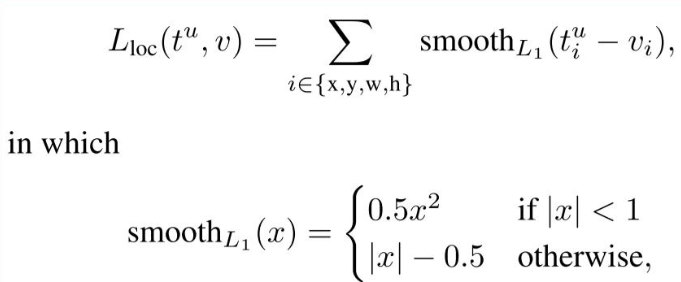 L_loc(t^u, v) = ∑_{i∈{x,y,w,h}} smooth_{L_1}(t_i^u − v_i),
in which
smooth_{L_1}(x) = { 0.5x^2 if |x| < 1
|x| − 0.5 otherwise,